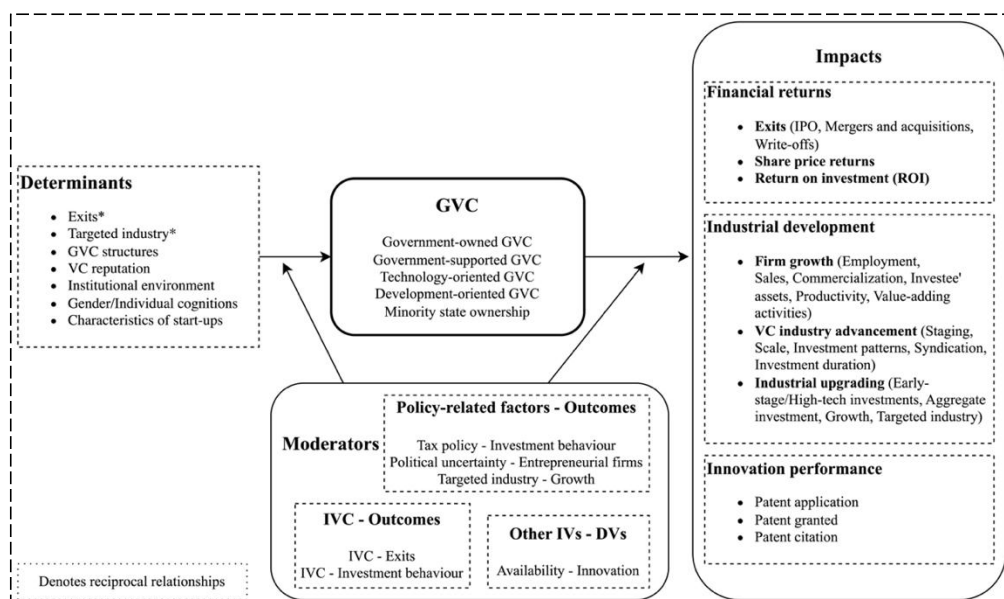 Determinants
• Exits*
• Targeted industry*
• GVC structures
• VC reputation
• Institutional environment
• Gender/Individual cognitions
• Characteristics of start-ups
GVC
Government-owned GVC
Government-supported GVC
Technology-oriented GVC
Development-oriented GVC
Minority state ownership
Moderators
Policy-related factors - Outcomes
Tax policy - Investment behaviour
Political uncertainty - Entrepreneurial firms
Targeted industry - Growth
IVC - Outcomes
IVC - Exits
IVC - Investment behaviour
Other IVs - DVs
Availability - Innovation
Impacts
Financial returns
• Exits (IPO, Mergers and acquisitions,
Write-offs)
• Share price returns
• Return on investment (ROI)
Industrial development
• Firm growth (Employment,
Sales, Commercialization, Investee'
assets, Productivity, Value-adding
activities)
• VC industry advancement (Staging,
Scale, Investment patterns, Syndication,
Investment duration)
• Industrial upgrading (Early-
stage/High-tech investments, Aggregate
investment, Growth, Targeted industry)
Innovation performance
• Patent application
• Patent granted
• Patent citation
Denotes reciprocal relationships